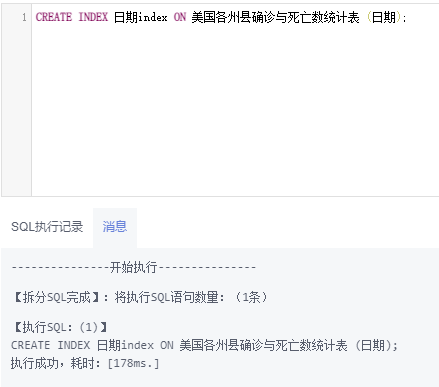 1 CREATE INDEX 日期index ON 美国各州县确诊与死亡数统计表 (日期);
SQL执行记录 消息
---------------开始执行---------------
【拆分SQL完成】：将执行SQL语句数量：（1条）
【执行SQL：(1)】
CREATE INDEX 日期index ON 美国各州县确诊与死亡数统计表 (日期);
执行成功，耗时：[178ms.]